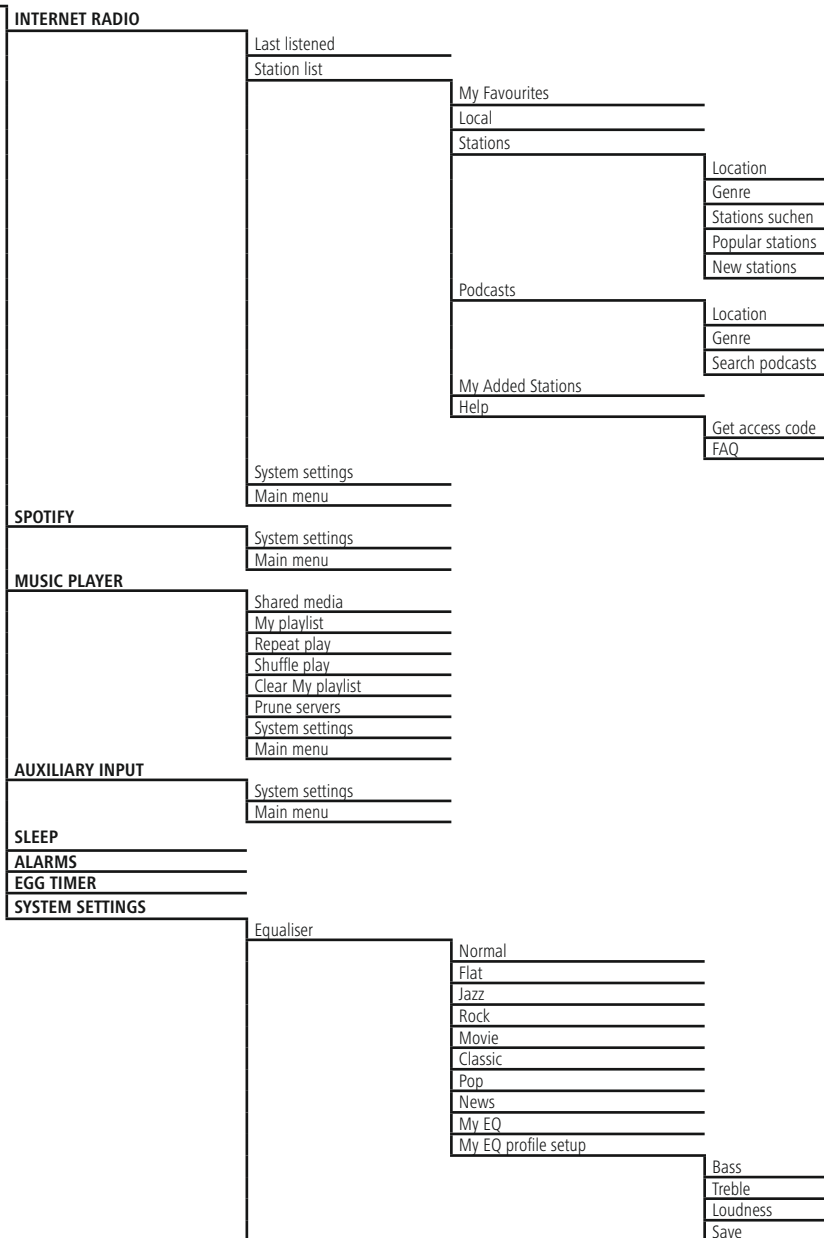 INTERNET RADIO
Last listened
Station list
My Favourites
Local
Stations
Location
Genre
Stations suchen
Popular stations
New stations
Podcasts
Location
Genre
Search podcasts
My Added Stations
Help
Get access code
FAQ
System settings
Main menu
SPOTIFY
System settings
Main menu
MUSIC PLAYER
Shared media
My playlist
Repeat play
Shuffle play
Clear My playlist
Prune servers
System settings
Main menu
AUXILIARY INPUT
System settings
Main menu
SLEEP
ALARMS
EGG TIMER
SYSTEM SETTINGS
Equaliser
Normal
Flat
Jazz
Rock
Movie
Classic
Pop
News
My EQ
My EQ profile setup
Bass
Treble
Loudness
Save